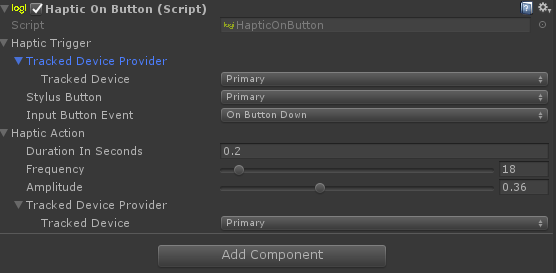 logi Haptic On Button (Script)
Script logi HapticOnButton
Haptic Trigger
Tracked Device Provider
Tracked Device Primary
Stylus Button Primary
Input Button Event On Button Down
Haptic Action
Duration In Seconds 0.2
Frequency 18
Amplitude 0.36
Tracked Device Provider
Tracked Device Primary
Add Component